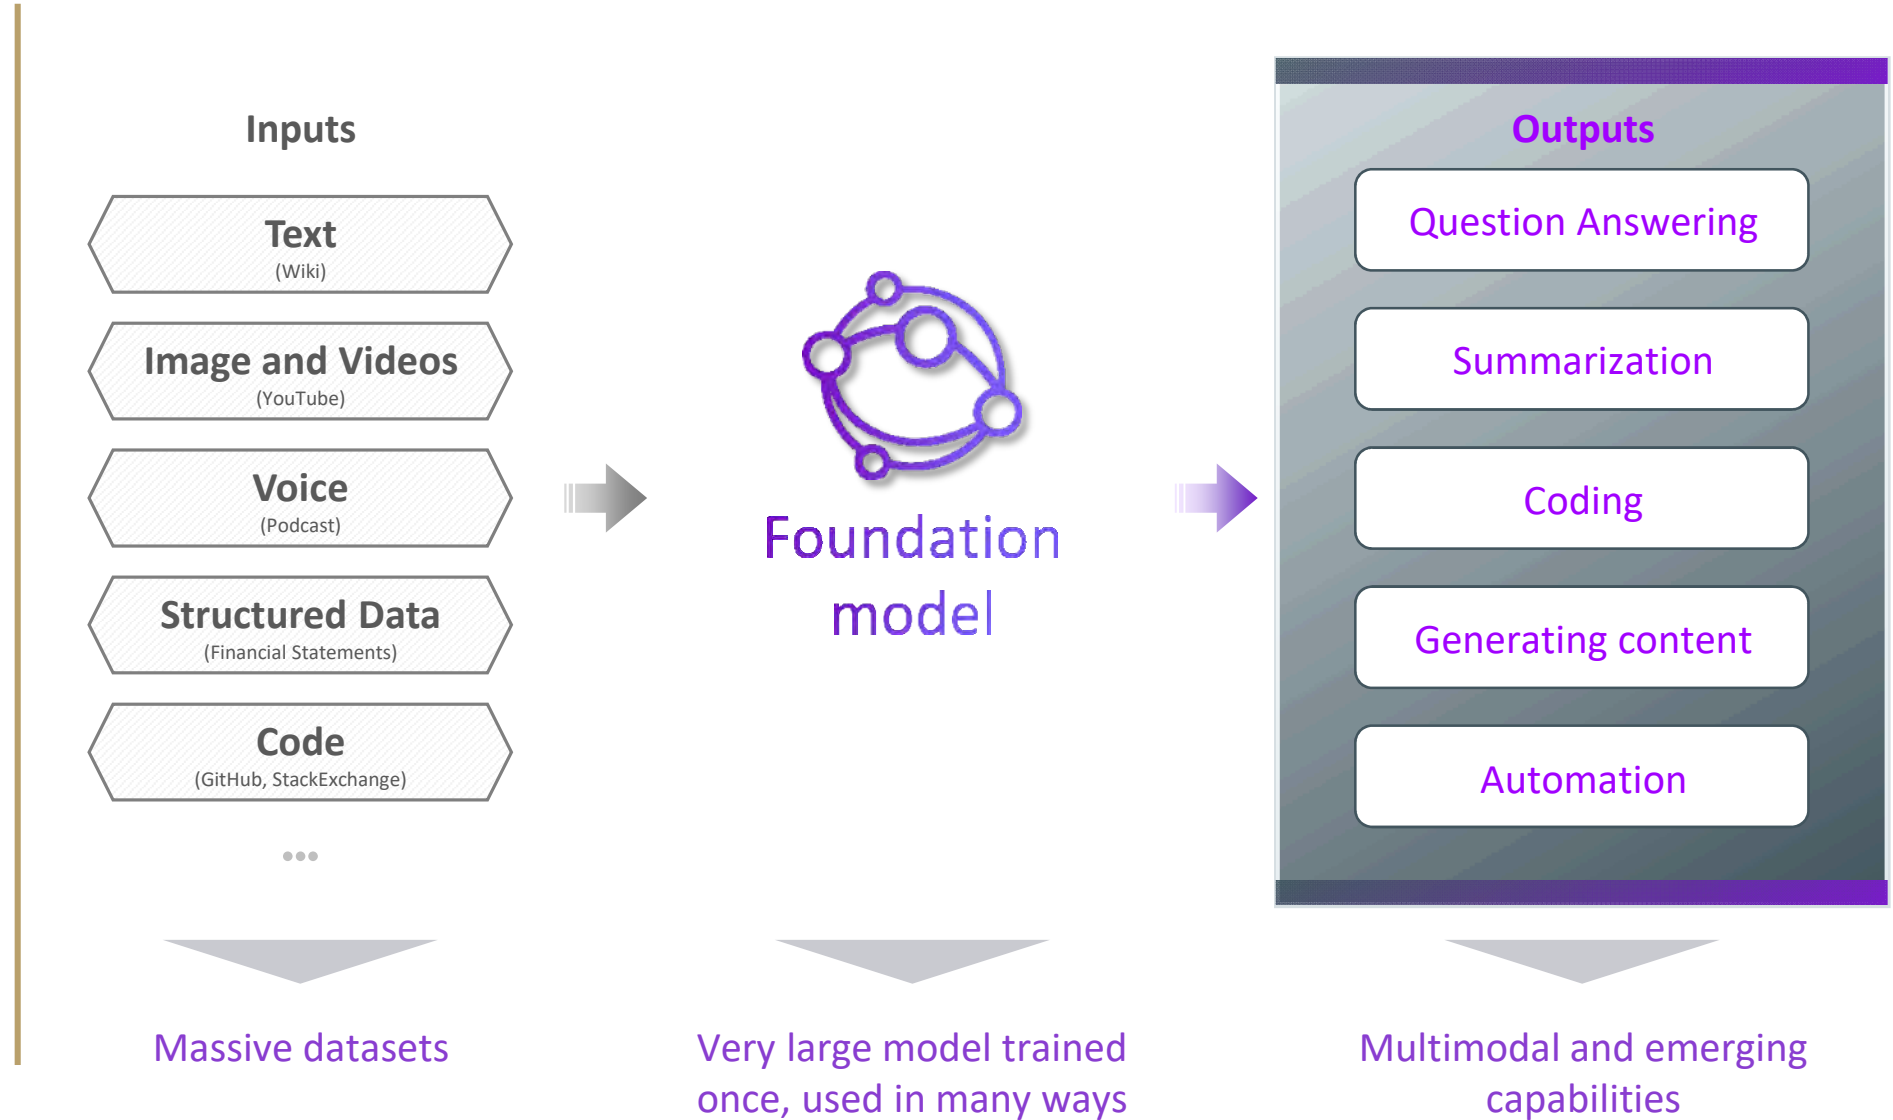 Inputs
Text
(Wiki)
Image and Videos
(YouTube)
Voice
(Podcast)
Structured Data
(Financial Statements)
Code
(GitHub, StackExchange)
...
Massive datasets
Foundation
model
Very large model trained
once, used in many ways
Outputs
Question Answering
Summarization
Coding
Generating content
Automation
Multimodal and emerging
capabilities